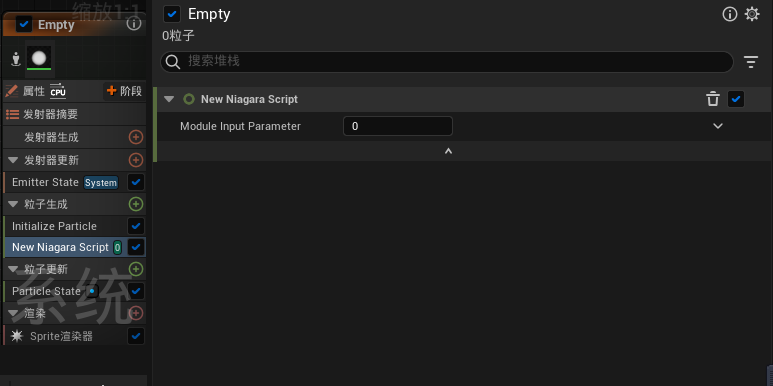 缩放1:1
Empty
属性 CPU 阶段
发射器摘要
发射器生成
发射器更新
Emitter State System
粒子生成
Initialize Particle
New Niagara Script 0
粒子更新
Particle State
系统
渲染
Sprite渲染器
Empty
0粒子
搜索堆栈
New Niagara Script
Module Input Parameter 0